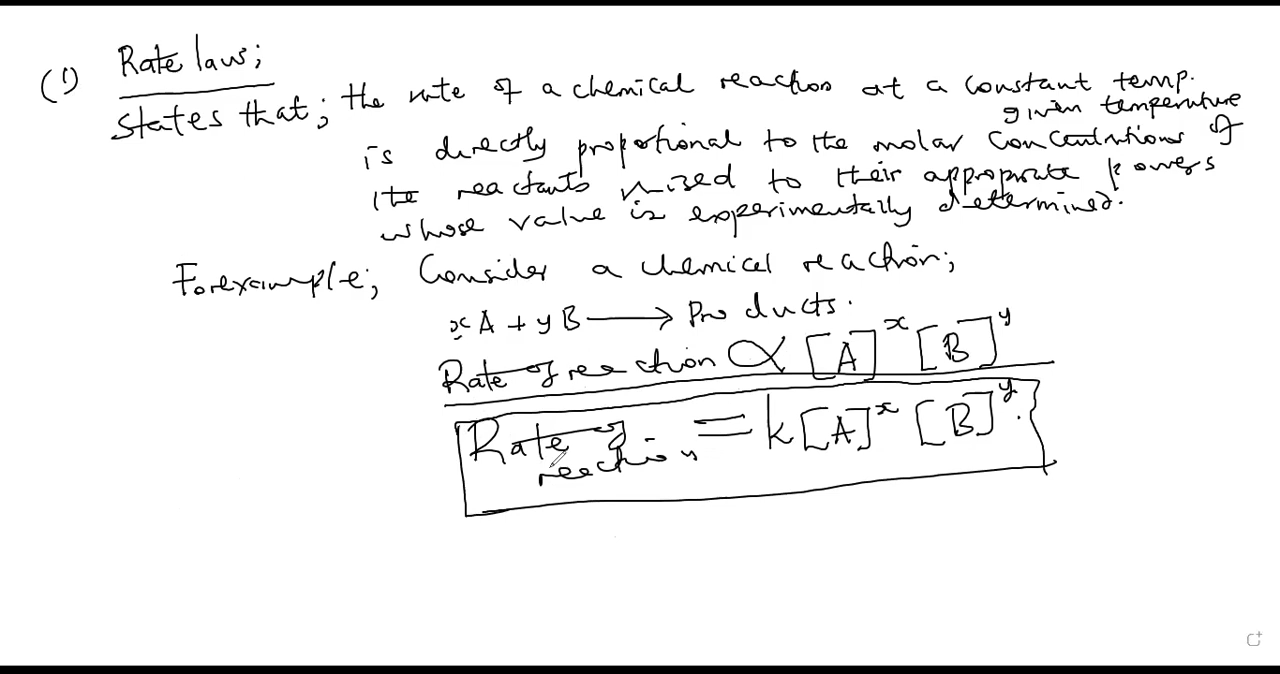 (1) Rate law;
States that; the rate of a chemical reaction at a constant temp.
given temperature
is directly proportional to the molar concentrations of
the reactants raised to their appropriate powers
whose value is experimentally determined.
For example; Consider a chemical reaction;
xA + yB → Products.
Rate of reaction ∝ [A]^x [B]^y
Rate of reaction = k[A]^x [B]^y.